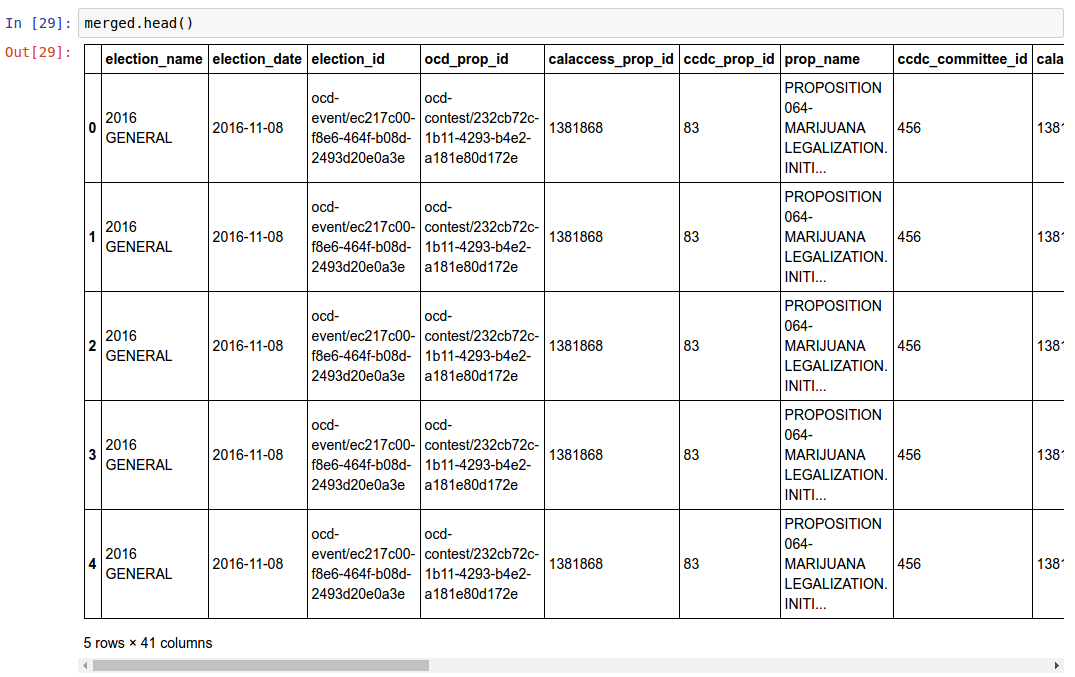 In [29]: merged.head()
Out[29]:
election_name election_date election_id ocd_prop_id calaccess_prop_id ccdc_prop_id prop_name ccdc_committee_id cala
0 2016 GENERAL 2016-11-08 ocd-event/ec217c00-f8e6-464f-b08d-2493d20e0a3e ocd-contest/232cb72c-1b11-4293-b4e2-a181e80d172e 1381868 83 PROPOSITION 064- MARIJUANA LEGALIZATION. INITI... 456 138
1 2016 GENERAL 2016-11-08 ocd-event/ec217c00-f8e6-464f-b08d-2493d20e0a3e ocd-contest/232cb72c-1b11-4293-b4e2-a181e80d172e 1381868 83 PROPOSITION 064- MARIJUANA LEGALIZATION. INITI... 456 138
2 2016 GENERAL 2016-11-08 ocd-event/ec217c00-f8e6-464f-b08d-2493d20e0a3e ocd-contest/232cb72c-1b11-4293-b4e2-a181e80d172e 1381868 83 PROPOSITION 064- MARIJUANA LEGALIZATION. INITI... 456 138
3 2016 GENERAL 2016-11-08 ocd-event/ec217c00-f8e6-464f-b08d-2493d20e0a3e ocd-contest/232cb72c-1b11-4293-b4e2-a181e80d172e 1381868 83 PROPOSITION 064- MARIJUANA LEGALIZATION. INITI... 456 138
4 2016 GENERAL 2016-11-08 ocd-event/ec217c00-f8e6-464f-b08d-2493d20e0a3e ocd-contest/232cb72c-1b11-4293-b4e2-a181e80d172e 1381868 83 PROPOSITION 064- MARIJUANA LEGALIZATION. INITI... 456 138
5 rows × 41 columns